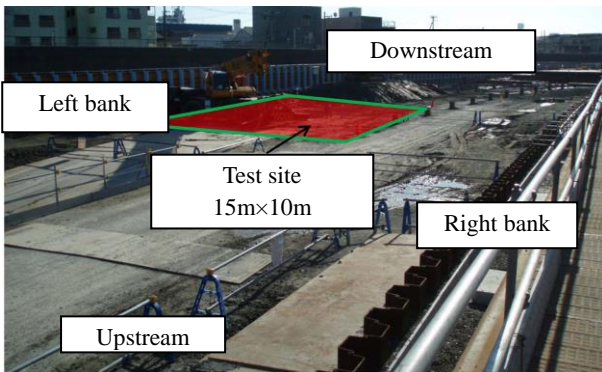 Downstream
Left bank
Test site
15m×10m
Right bank
Upstream